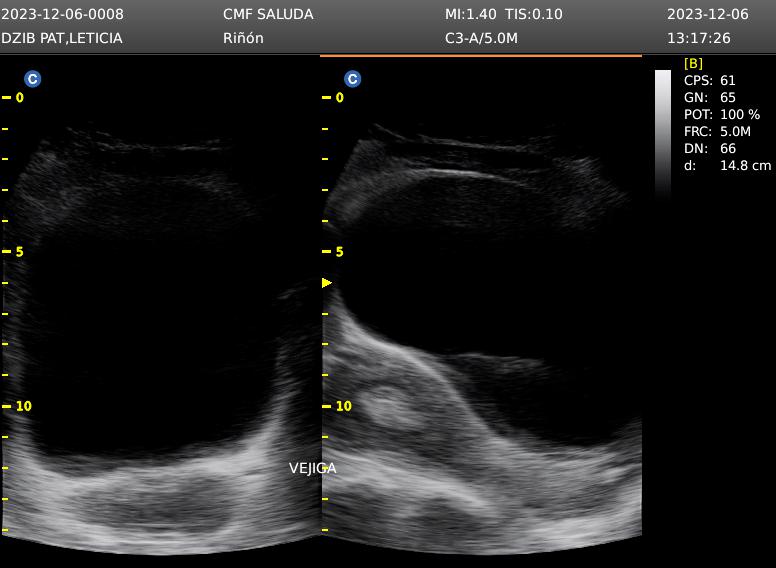 2023-12-06-0008 CMF SALUDA MI:1.40 TIS:0.10 2023-12-06
DZIB PAT,LETICIA Riñón C3-A/5.0M 13:17:26
C C
[B]
0 0
CPS: 61
GN: 65
POT: 100 %
FRC: 5.0M
DN: 66
d: 14.8 cm
5 5
10 10
VEJIGA